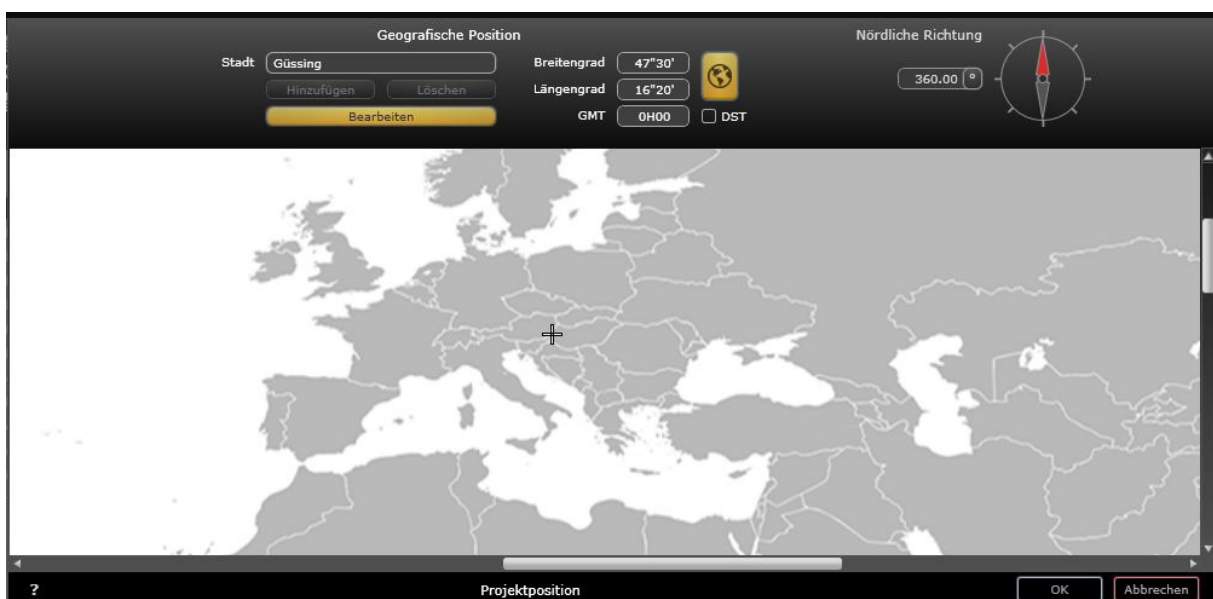 Geografische Position
Nördliche Richtung
Stadt Güssing
Breitengrad 47"30'
360.00 °
Hinzufügen Löschen
Längengrad 16"20'
Bearbeiten
GMT 0H00 DST
? Projektposition OK Abbrechen